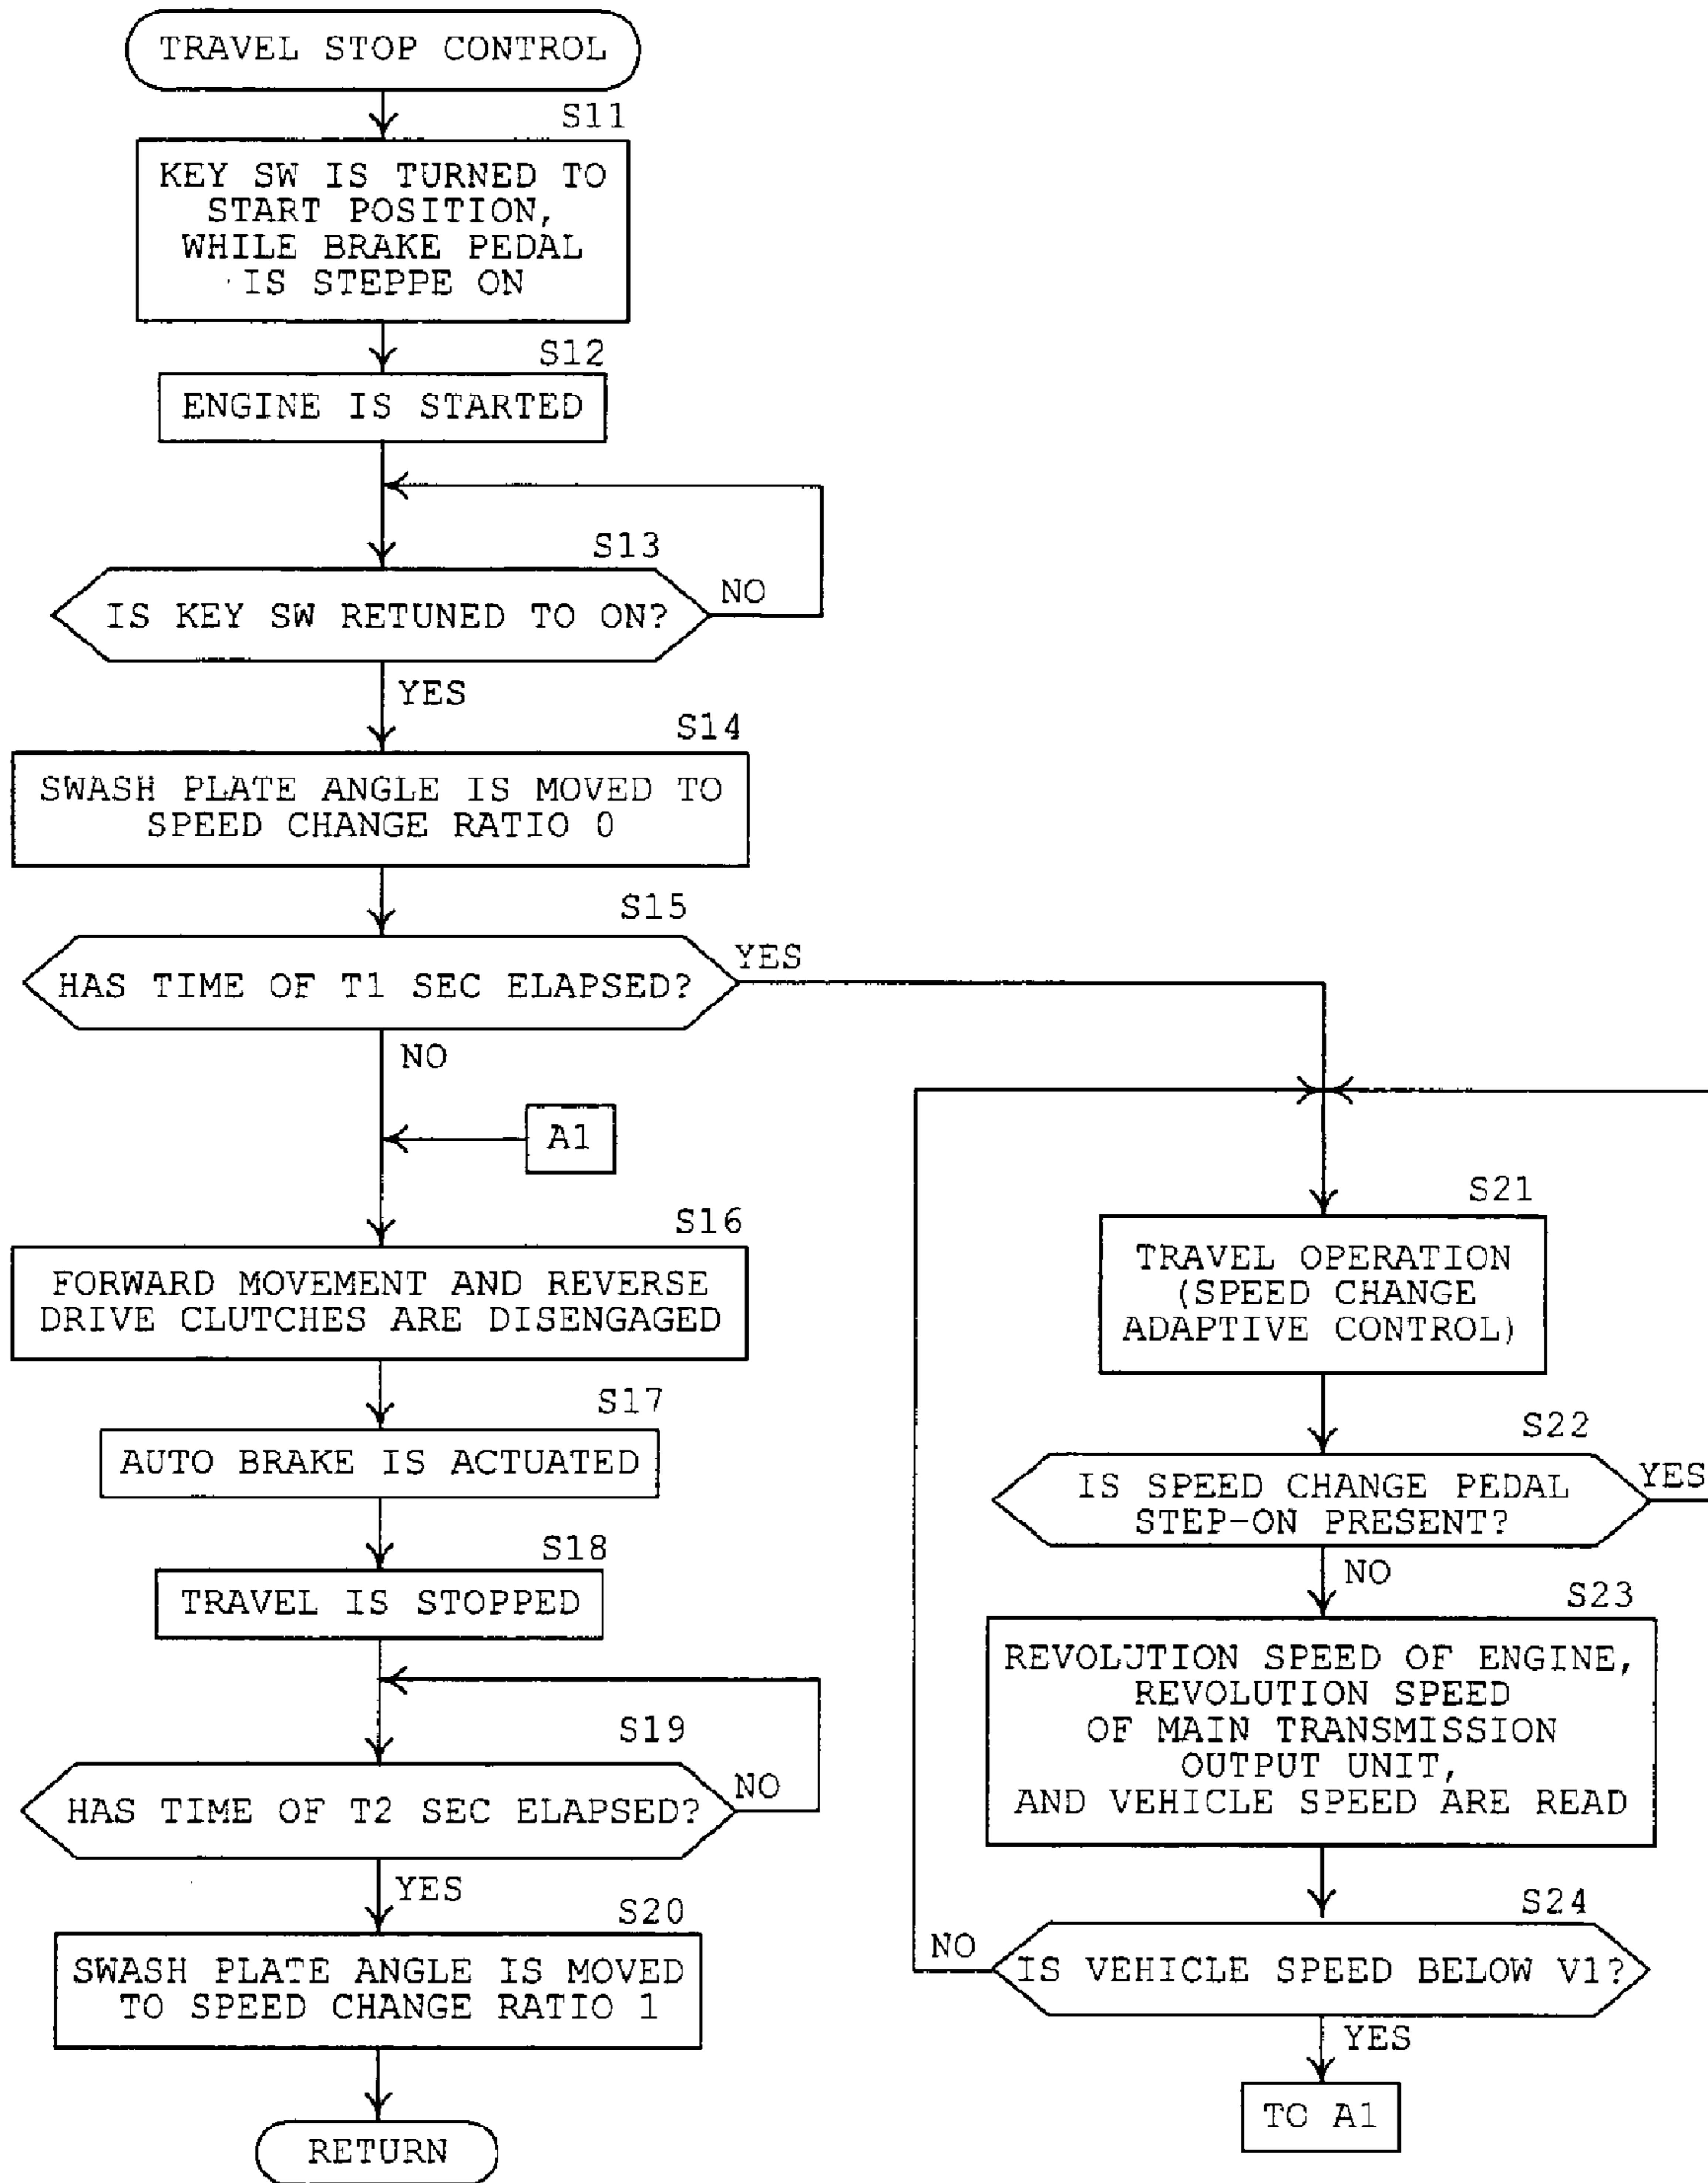 TRAVEL STOP CONTROL
S11
KEY SW IS TURNED TO
START POSITION,
WHILE BRAKE PEDAL
IS STEPPE ON
S12
ENGINE IS STARTED
S13
IS KEY SW RETUNED TO ON?
NO
YES
S14
SWASH PLATE ANGLE IS MOVED TO
SPEED CHANGE RATIO 0
S15
HAS TIME OF T1 SEC ELAPSED?
YES
NO
A1
S16
FORWARD MOVEMENT AND REVERSE
DRIVE CLUTCHES ARE DISENGAGED
S17
AUTO BRAKE IS ACTUATED
S18
TRAVEL IS STOPPED
S19
HAS TIME OF T2 SEC ELAPSED?
NO
YES
S20
SWASH PLATE ANGLE IS MOVED
TO SPEED CHANGE RATIO 1
RETURN
S21
TRAVEL OPERATION
(SPEED CHANGE
ADAPTIVE CONTROL)
S22
IS SPEED CHANGE PEDAL
STEP-ON PRESENT?
YES
NO
S23
REVOLUTION SPEED OF ENGINE,
REVOLUTION SPEED
OF MAIN TRANSMISSION
OUTPUT UNIT,
AND VEHICLE SPEED ARE READ
S24
NO
IS VEHICLE SPEED BELOW V1?
YES
TO A1